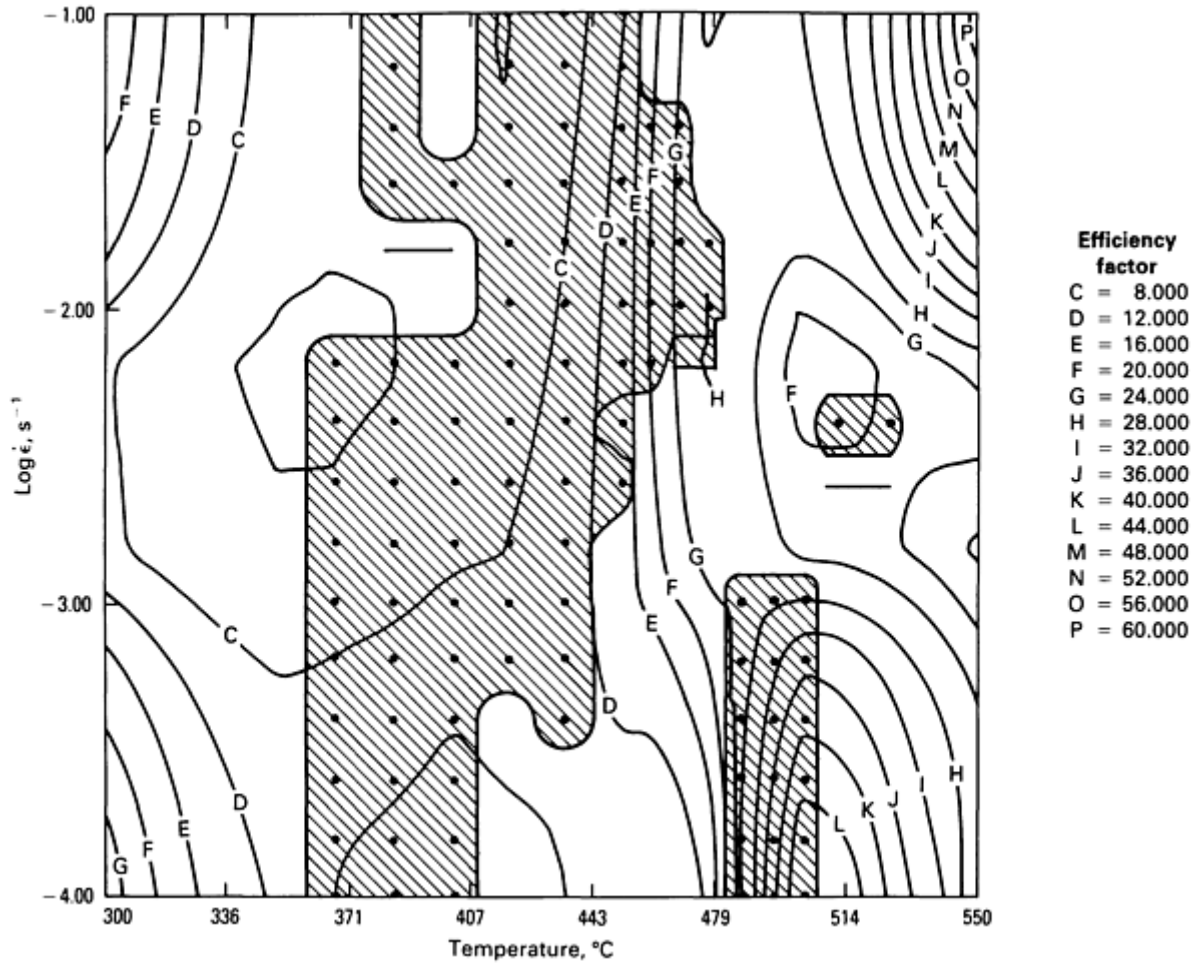 −1.00
−2.00
−3.00
−4.00
Log ε̇, s⁻¹
300
336
371
407
443
479
514
550
Temperature, °C
F
E
D
C
C
D
E
F
G
C
D
E
F
G
H
P
O
N
M
L
K
J
I
H
G
F
C
G
F
E
D
G
F
E
D
L
K
J
I
H
Efficiency
factor
C = 8.000
D = 12.000
E = 16.000
F = 20.000
G = 24.000
H = 28.000
I = 32.000
J = 36.000
K = 40.000
L = 44.000
M = 48.000
N = 52.000
O = 56.000
P = 60.000